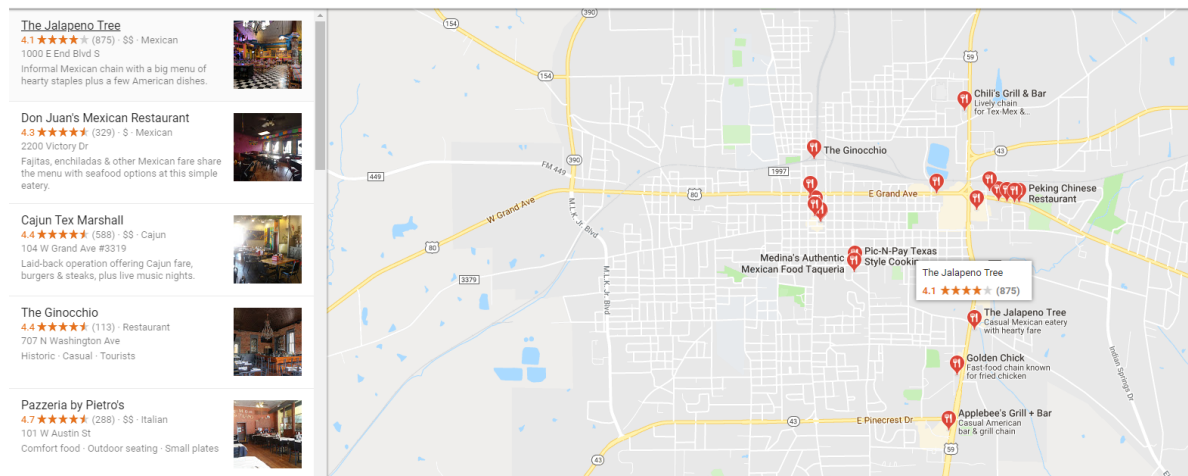 The Jalapeno Tree
4.1 ★★★★★ (875) · $$ · Mexican
1000 E End Blvd S
Informal Mexican chain with a big menu of
hearty staples plus a few American dishes.
Don Juan's Mexican Restaurant
4.3 ★★★★★ (329) · $ · Mexican
2200 Victory Dr
Fajitas, enchiladas & other Mexican fare share
the menu with seafood options at this simple
eatery.
Cajun Tex Marshall
4.4 ★★★★★ (588) · $$ · Cajun
104 W Grand Ave #3319
Laid-back operation offering Cajun fare,
burgers & steaks, plus live music nights.
The Ginocchio
4.4 ★★★★★ (113) · Restaurant
707 N Washington Ave
Historic · Casual · Tourists
Pazzeria by Pietro's
4.7 ★★★★★ (288) · $$ · Italian
101 W Austin St
Comfort food · Outdoor seating · Small plates
154
390
59
154
Chili's Grill & Bar
Lively chain
for Tex-Mex &..
43
The Ginocchio
390
FM 449
449
1997
80
E Grand Ave
Peking Chinese
Restaurant
W Grand Ave
M.L.K. Jr. Blvd
80
Medina's Authentic
Mexican Food Taqueria
Pic-N-Pay Texas
Style Cookin
3379
M.L.K. Jr. Blvd
The Jalapeno Tree
4.1 ★★★★★ (875)
The Jalapeno Tree
Casual Mexican eatery
with hearty fare
Golden Chick
Fast-food chain known
for fried chicken
Indian Springs Dr
Applebee's Grill + Bar
Casual American
bar & grill chain
E Pinecrest Dr
43
43
59